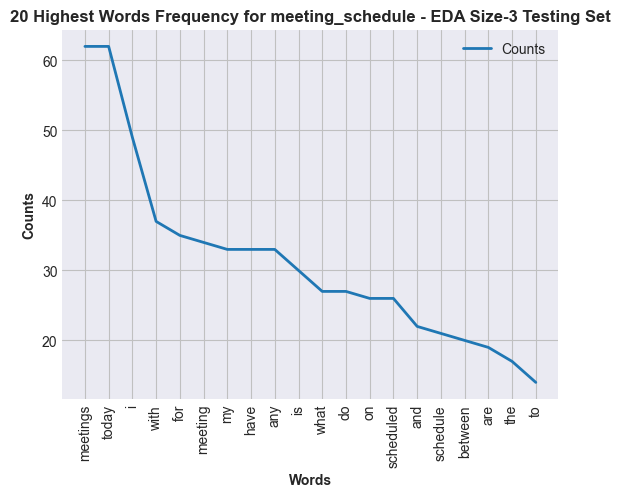 20 Highest Words Frequency for meeting_schedule - EDA Size-3 Testing Set
Counts
60
50
40
30
20
Counts
meetings
today
i
with
for
meeting
my
have
any
is
what
do
on
scheduled
and
schedule
between
are
the
to
Words